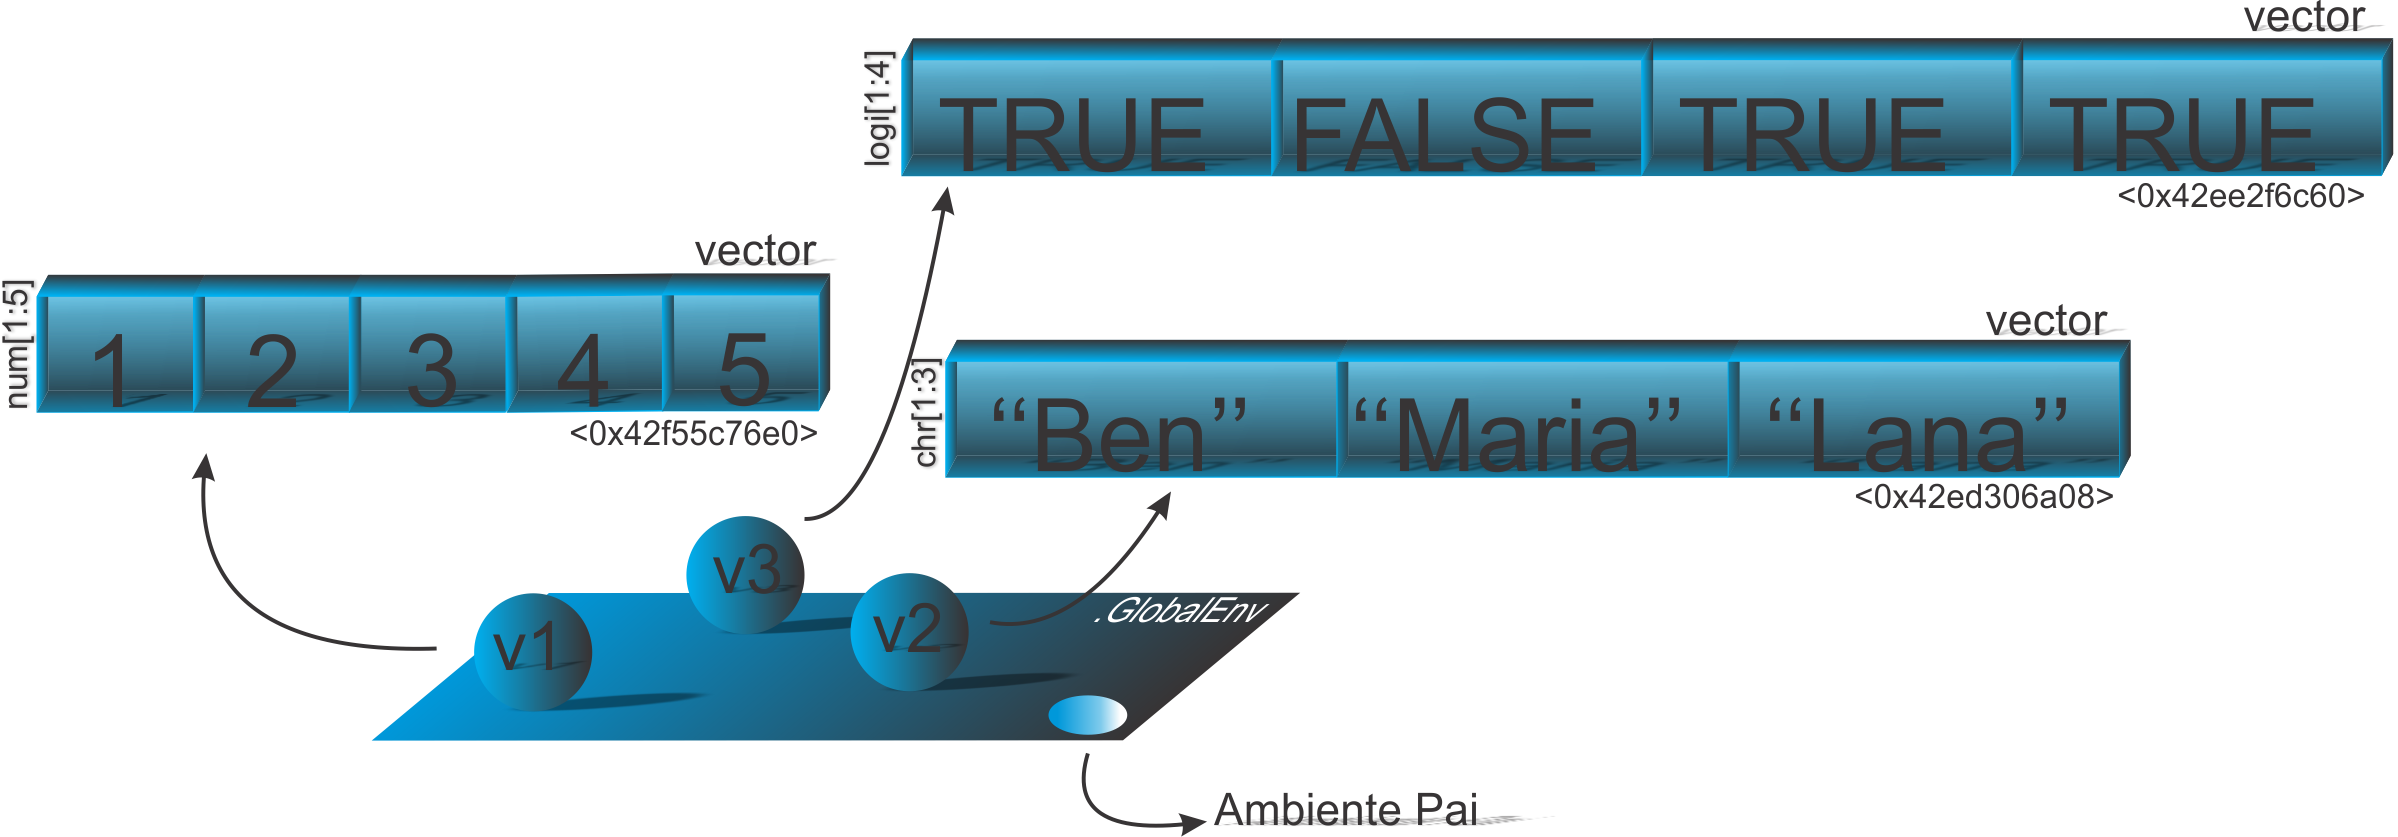 vector
logi[1:4]
TRUE FALSE TRUE TRUE
<0x42ee2f6c60>
vector
num[1:5]
1 2 3 4 5
<0x42f55c76e0>
vector
chr[1:3]
“Ben” “Maria” “Lana”
<0x42ed306a08>
v3
v2
v1
.GlobalEnv
Ambiente Pai